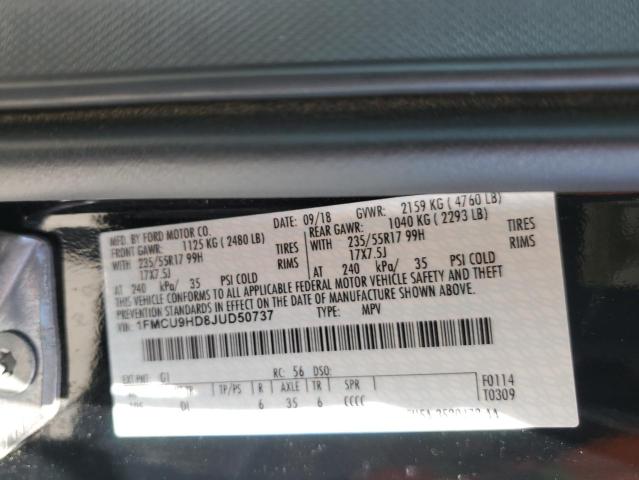 MFD. BY FORD MOTOR CO.
DATE: 09/18 GVWR: 2159 KG ( 4760 LB)
FRONT GAWR: 1125 KG ( 2480 LB) REAR GAWR: 1040 KG ( 2293 LB)
WITH 235/55R17 99H TIRES WITH 235/55R17 99H TIRES
17X7.5J RIMS 17X7.5J RIMS
AT 240 kPa/ 35 PSI COLD AT 240 kPa/ 35 PSI COLD
THIS VEHICLE CONFORMS TO ALL APPLICABLE FEDERAL MOTOR VEHICLE SAFETY AND THEFT
PREVENTION STANDARDS IN EFFECT ON THE DATE OF MANUFACTURE SHOWN ABOVE.
VIN: 1FMCU9HD8JUD50737 TYPE: MPV
EXT PNT: G1 RC: 56 DSO:
TP/PS R AXLE TR SPR F0114
DI 6 35 6 CCCC T0309